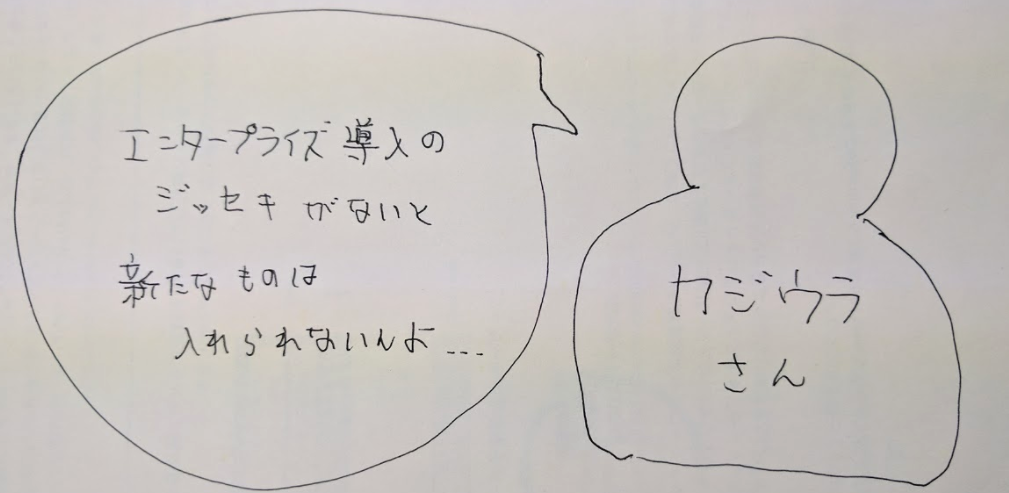 エンタープライズ導入の
ジッセキがないと
新たなものは
入れられないんよ...
カジウラ
さん